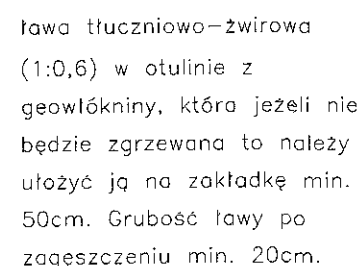 ława tłuczniowo-żwirowa
(1:0,6) w otulinie z
geowłókniny, która jeżeli nie
będzie zgrzewana to należy
ułożyć ją na zakładkę min.
50cm. Grubość ławy po
zagęszczeniu min. 20cm.